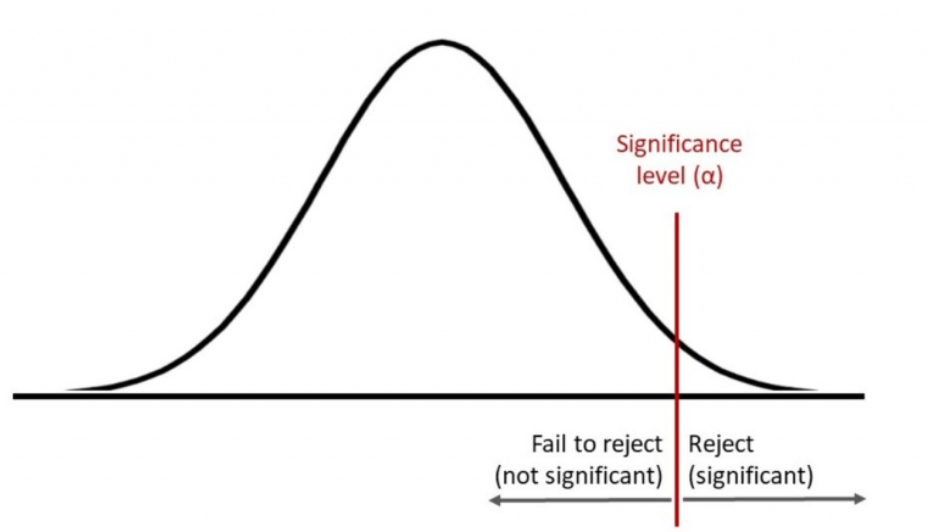 Significance
level (α)
Fail to reject
(not significant)
Reject
(significant)